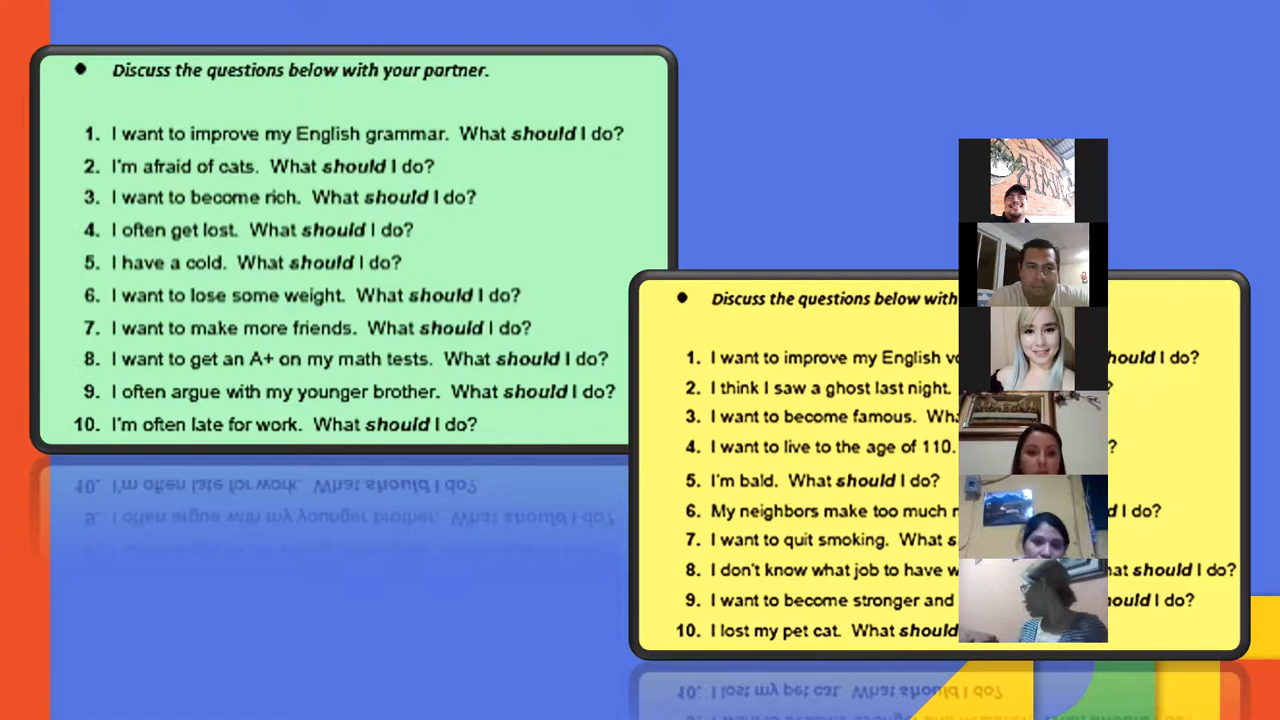 Discuss the questions below with your partner.
1. I want to improve my English grammar. What should I do?
2. I'm afraid of cats. What should I do?
3. I want to become rich. What should I do?
4. I often get lost. What should I do?
5. I have a cold. What should I do?
6. I want to lose some weight. What should I do?
7. I want to make more friends. What should I do?
8. I want to get an A+ on my math tests. What should I do?
9. I often argue with my younger brother. What should I do?
10. I'm often late for work. What should I do?
Discuss the questions below with
1. I want to improve my English should I do?
2. I think I saw a ghost last night.
3. I want to become famous.
4. I want to live to the age of 110.
5. I'm bald. What should I do?
6. My neighbors make too much I do?
7. I want to quit smoking. What
8. I don't know what job to have should I do?
9. I want to become stronger and should I do?
10. I lost my pet cat. What should